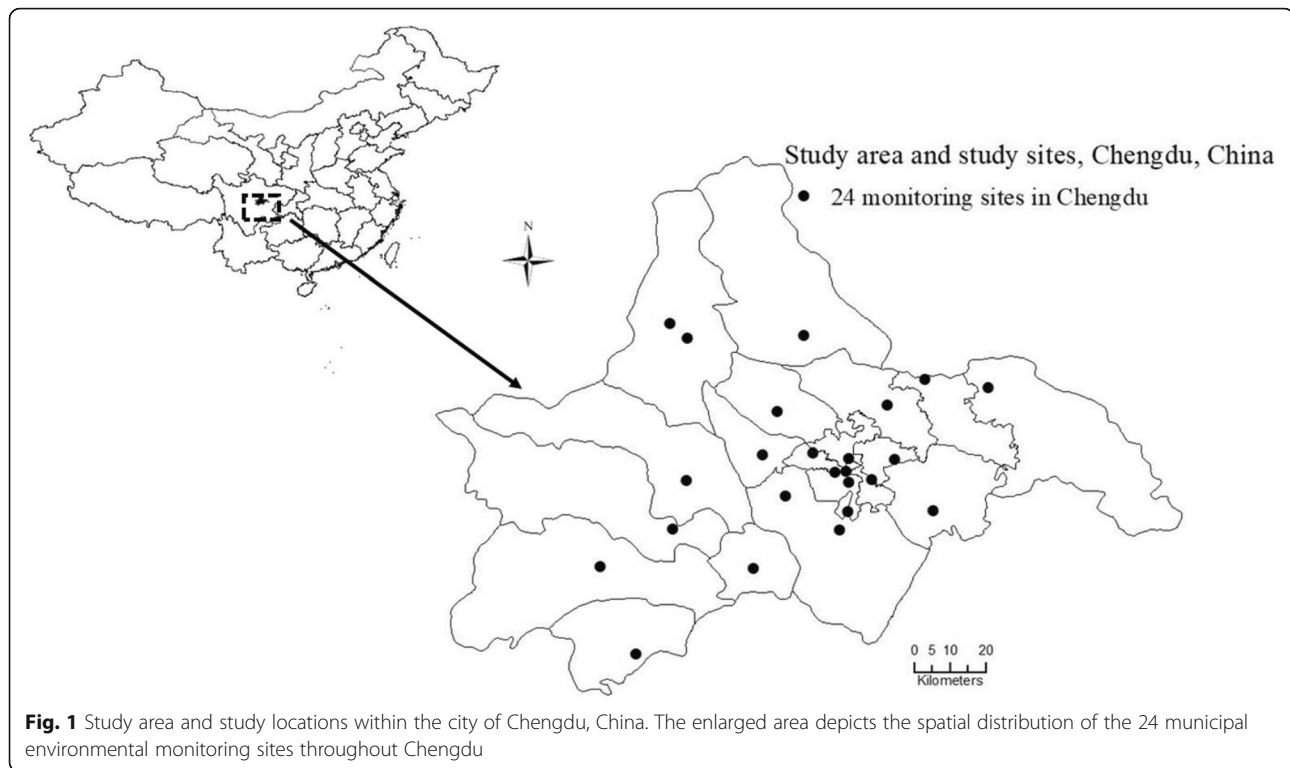 Study area and study sites, Chengdu, China
24 monitoring sites in Chengdu
N
0 5 10 20
Kilometers
Fig. 1 Study area and study locations within the city of Chengdu, China. The enlarged area depicts the spatial distribution of the 24 municipal
environmental monitoring sites throughout Chengdu